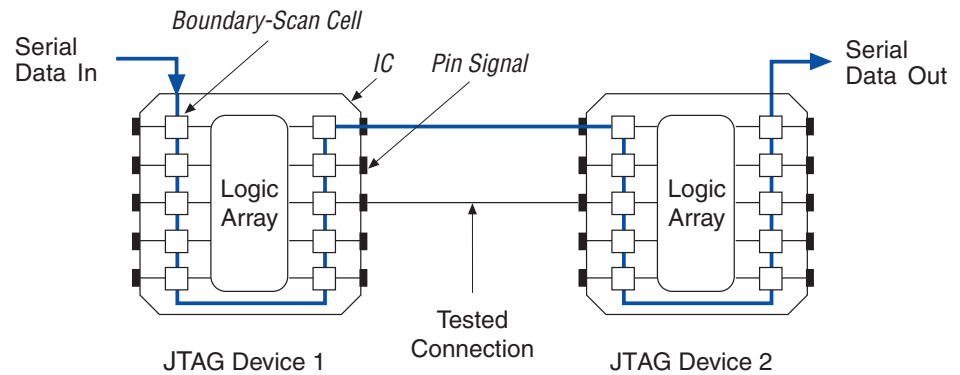 Boundary-Scan Cell
Serial
Data In
IC
Pin Signal
Serial
Data Out
Logic
Array
Logic
Array
Tested
Connection
JTAG Device 1
JTAG Device 2